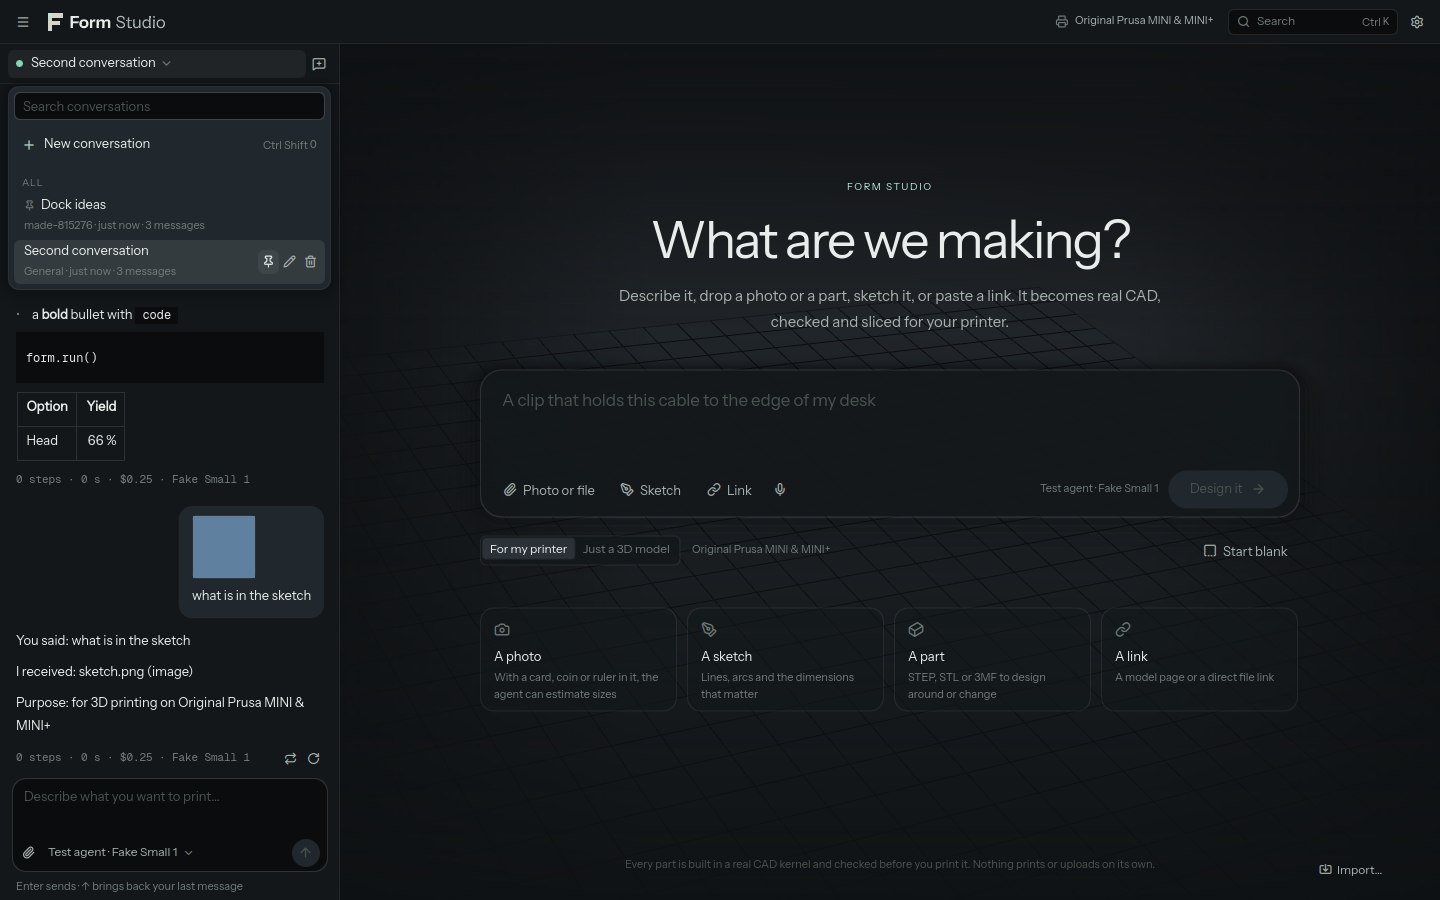 Form Studio
Original Prusa MINI & MINI+
Search
Ctrl K
Second conversation
Search conversations
New conversation
Ctrl Shift O
ALL
Dock ideas
made-815276 · just now · 3 messages
Second conversation
General · just now · 3 messages
· a bold bullet with code
form.run()
Option Yield
Head 66 %
0 steps · 0 s · $0.25 · Fake Small 1
what is in the sketch
You said: what is in the sketch
I received: sketch.png (image)
Purpose: for 3D printing on Original Prusa MINI &
MINI+
0 steps · 0 s · $0.25 · Fake Small 1
Describe what you want to print...
Test agent · Fake Small 1
Enter sends · ↑ brings back your last message
FORM STUDIO
What are we making?
Describe it, drop a photo or a part, sketch it, or paste a link. It becomes real CAD,
checked and sliced for your printer.
A clip that holds this cable to the edge of my desk
Photo or file
Sketch
Link
Test agent · Fake Small 1
Design it
For my printer
Just a 3D model
Original Prusa MINI & MINI+
Start blank
A photo
With a card, coin or ruler in it, the
agent can estimate sizes
A sketch
Lines, arcs and the dimensions
that matter
A part
STEP, STL or 3MF to design
around or change
A link
A model page or a direct file link
Every part is built in a real CAD kernel and checked before you print it. Nothing prints or uploads on its own.
Import...